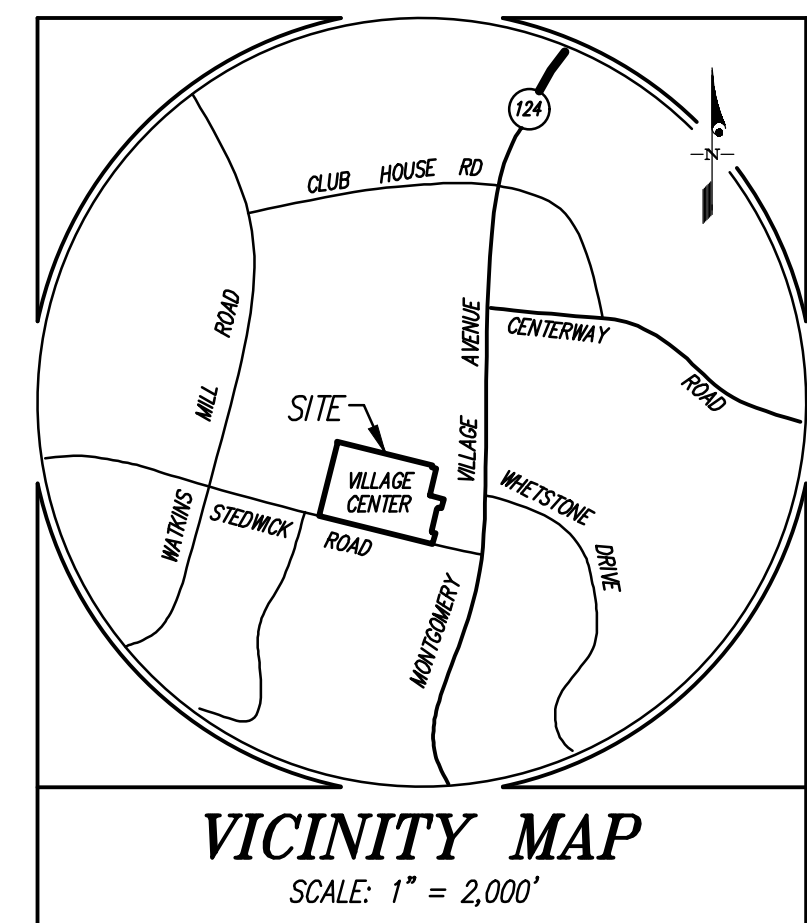 124
-N-
CLUB HOUSE RD
WATKINS MILL ROAD
MONTGOMERY VILLAGE AVENUE
CENTERWAY ROAD
SITE
VILLAGE
CENTER
STEDWICK ROAD
WHETSTONE DRIVE
VICINITY MAP
SCALE: 1" = 2,000'